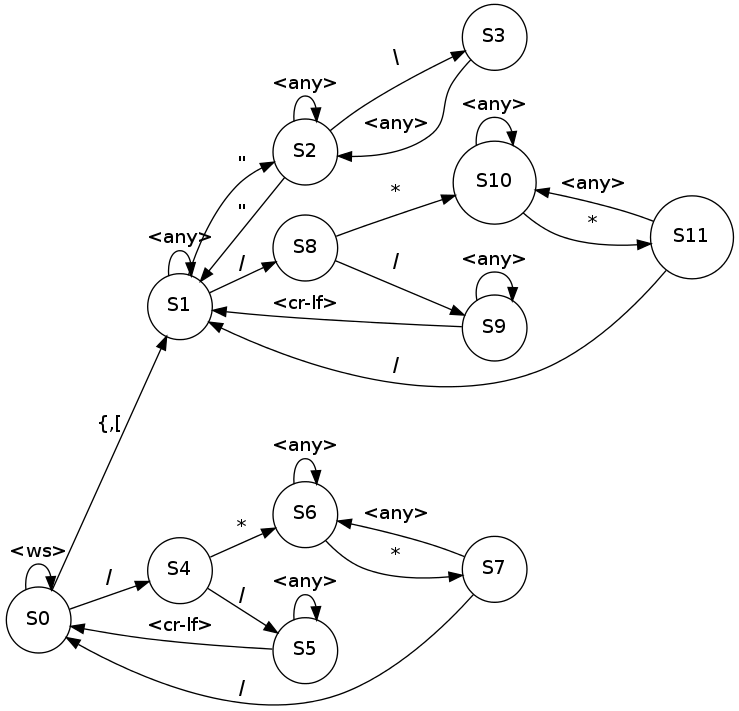 S3
\
<any>
<any>
S2
<any>
S10
"
"
*
<any>
*
S11
<any>
S8
/
/
<any>
S1
<cr-lf>
S9
/
{,[
<any>
S6
<any>
*
*
<ws>
/
S4
S7
<any>
/
S0
<cr-lf>
S5
/